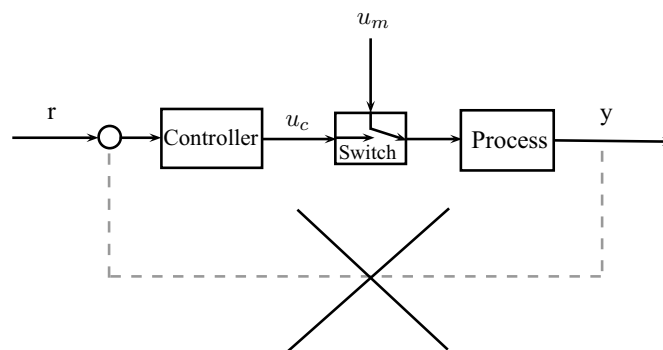 u_m
r
Controller
u_c
Switch
Process
y